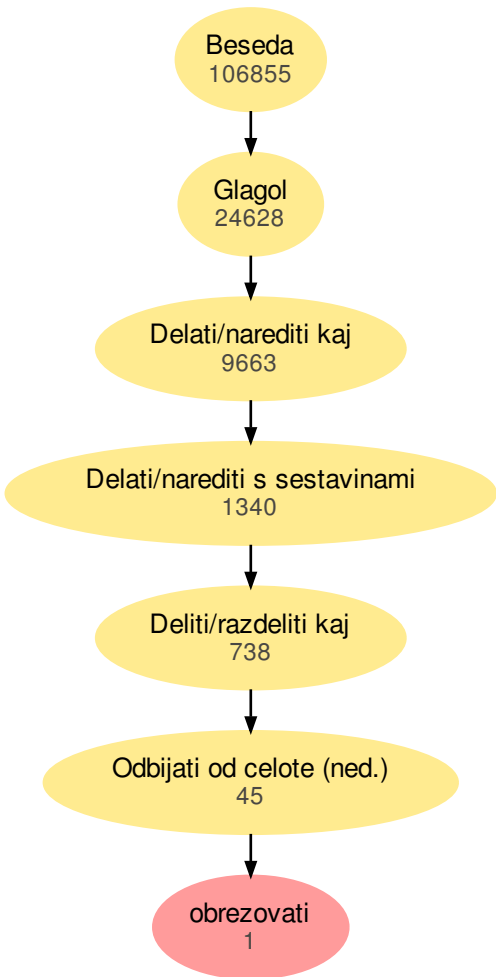 Beseda
106855
Glagol
24628
Delati/narediti kaj
9663
Delati/narediti s sestavinami
1340
Deliti/razdeliti kaj
738
Odbijati od celote (ned.)
45
obrezovati
1